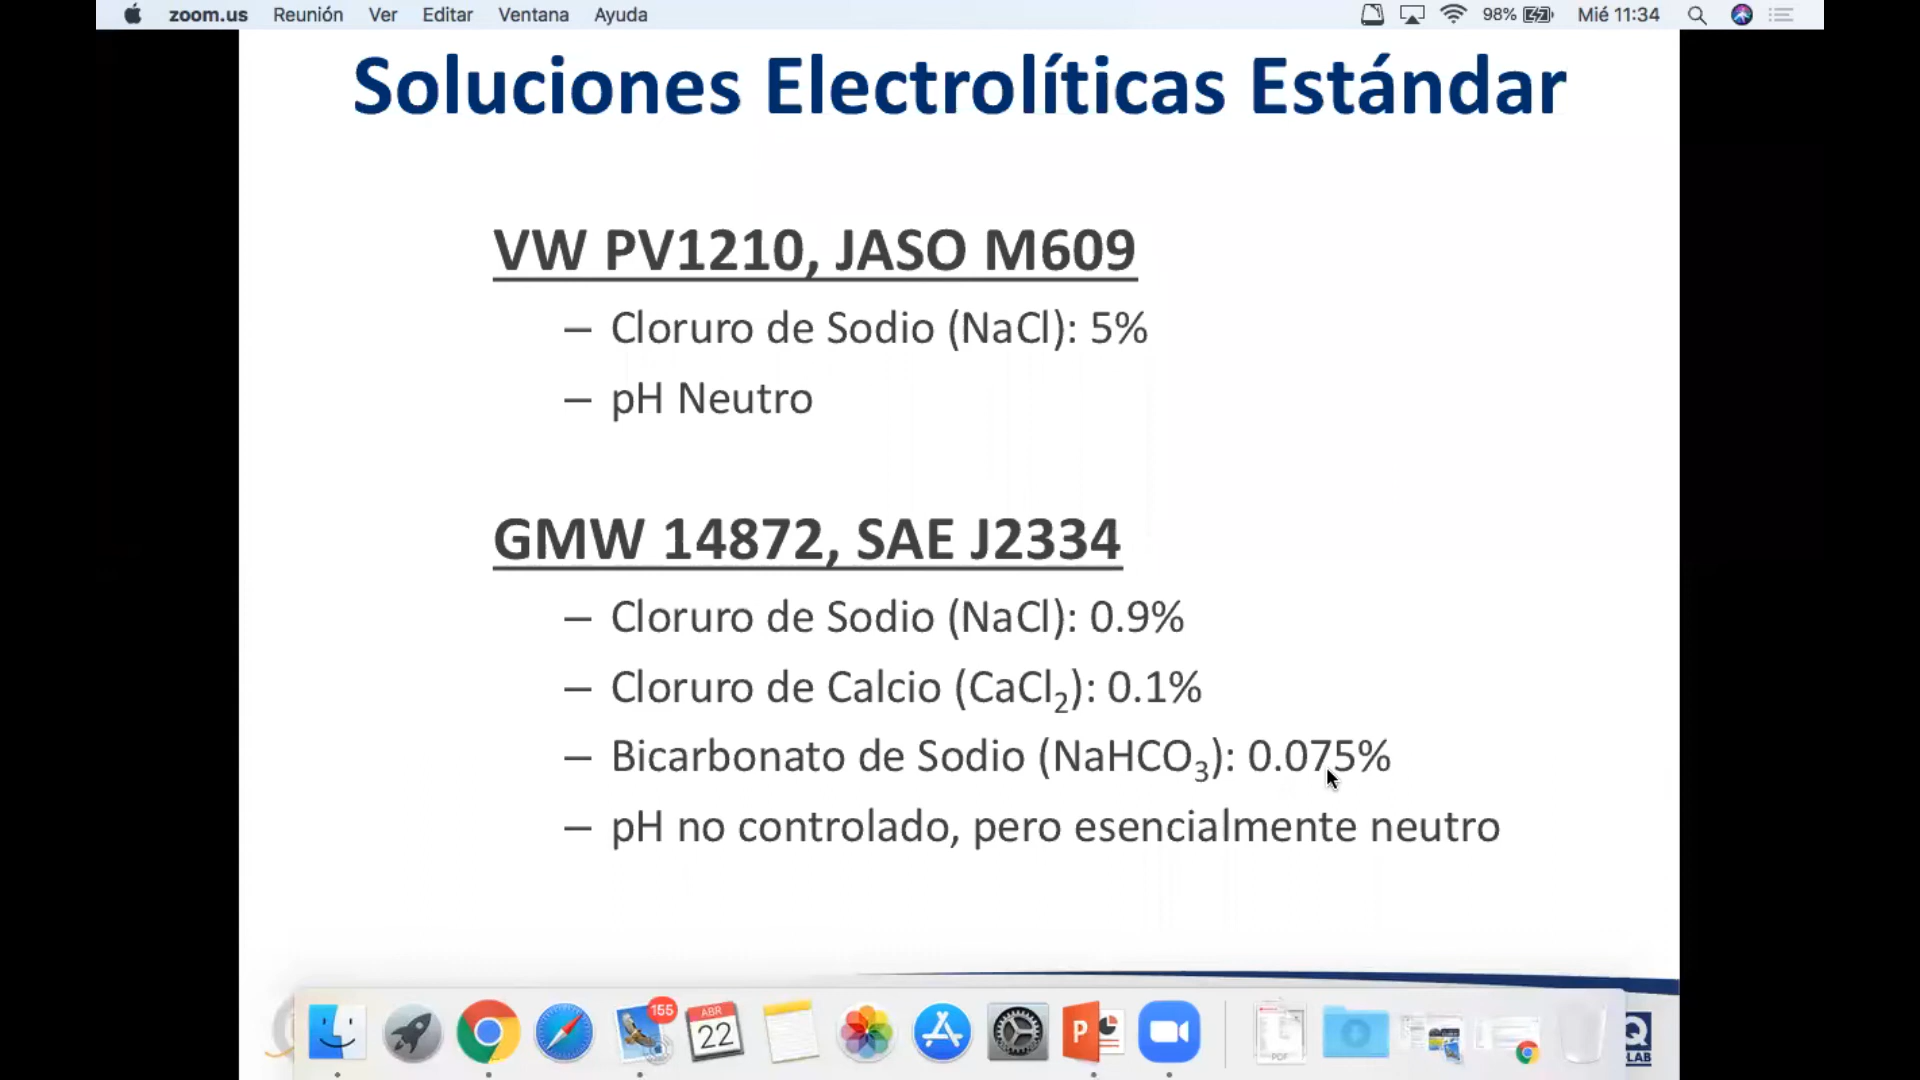 zoom.us Reunión Ver Editar Ventana Ayuda 98% Mié 11:34
Soluciones Electrolíticas Estándar
VW PV1210, JASO M609
– Cloruro de Sodio (NaCl): 5%
– pH Neutro
GMW 14872, SAE J2334
– Cloruro de Sodio (NaCl): 0.9%
– Cloruro de Calcio (CaCl₂): 0.1%
– Bicarbonato de Sodio (NaHCO₃): 0.075%
– pH no controlado, pero esencialmente neutro
155
ABR
22
P
PDF
Q
LAB